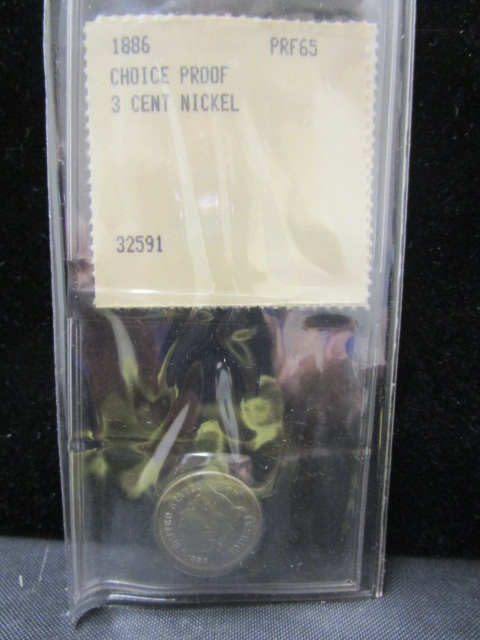 1886 PRF65
CHOICE PROOF
3 CENT NICKEL
32591